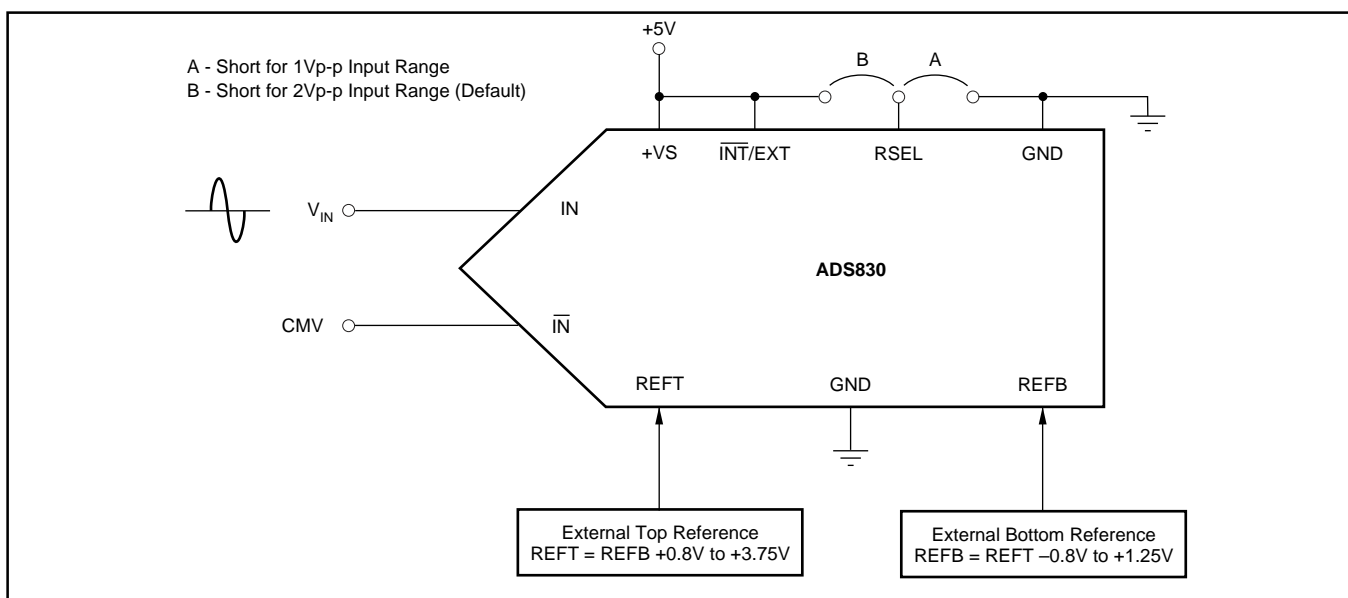 +5V
A - Short for 1Vp-p Input Range
B - Short for 2Vp-p Input Range (Default)
B
A
+VS
I̅N̅T̅/EXT
RSEL
GND
V_IN
IN
ADS830
CMV
I̅N̅
REFT
GND
REFB
External Top Reference
REFT = REFB +0.8V to +3.75V
External Bottom Reference
REFB = REFT –0.8V to +1.25V